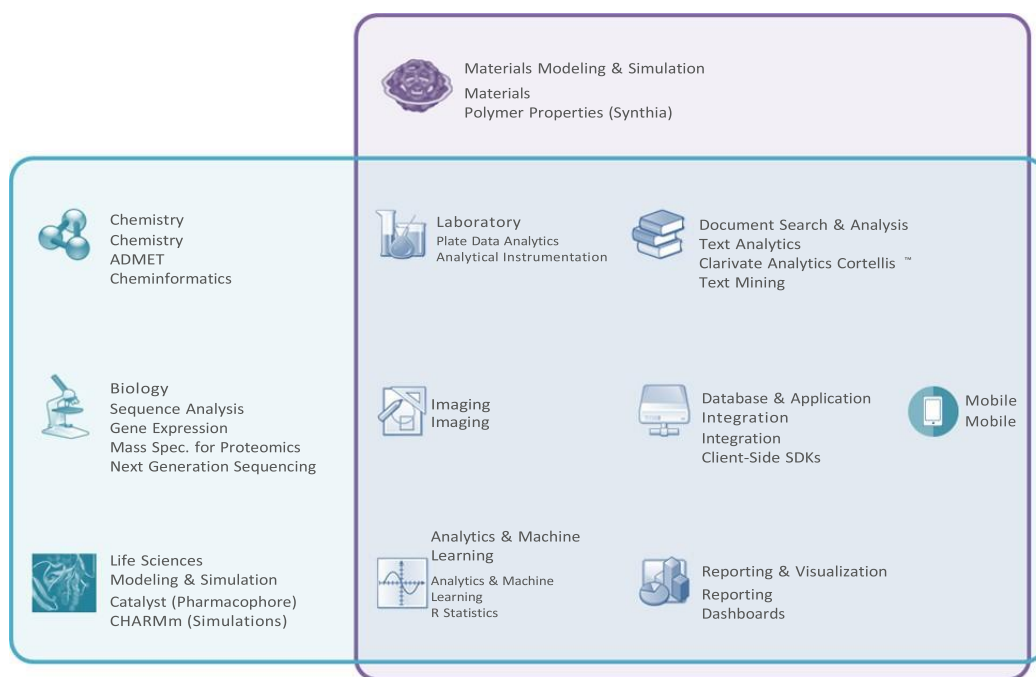 Materials Modeling & Simulation
Materials
Polymer Properties (Synthia)
Chemistry
Chemistry
ADMET
Cheminformatics
Laboratory
Plate Data Analytics
Analytical Instrumentation
Document Search & Analysis
Text Analytics
Clarivate Analytics Cortellis ™
Text Mining
Biology
Sequence Analysis
Gene Expression
Mass Spec. for Proteomics
Next Generation Sequencing
Imaging
Imaging
Database & Application
Integration
Integration
Client-Side SDKs
Mobile
Mobile
Life Sciences
Modeling & Simulation
Catalyst (Pharmacophore)
CHARMm (Simulations)
Analytics & Machine
Learning
Analytics & Machine
Learning
R Statistics
Reporting & Visualization
Reporting
Dashboards